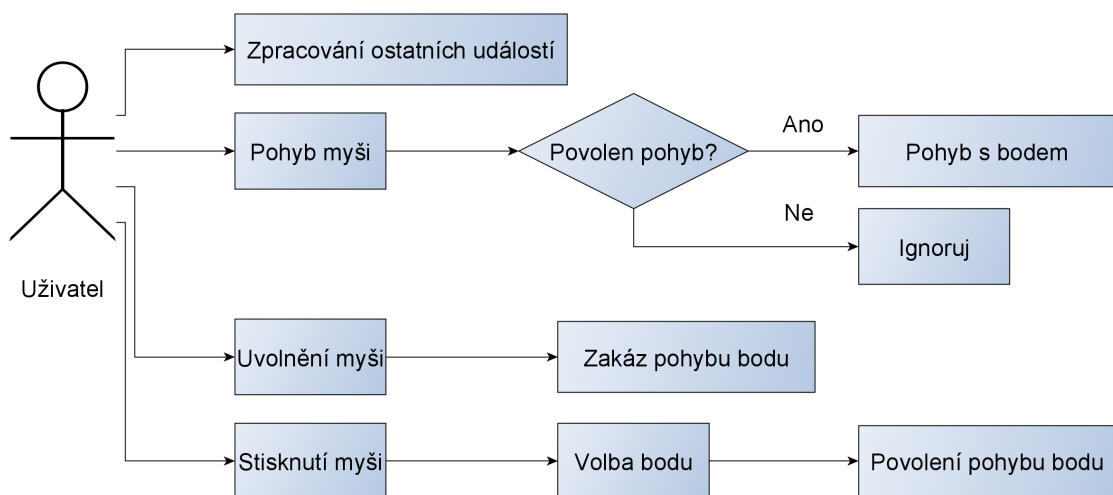 Zpracování ostatních událostí
Pohyb myši
Povolen pohyb?
Ano
Pohyb s bodem
Ne
Ignoruj
Uživatel
Uvolnění myši
Zakáz pohybu bodu
Stisknutí myši
Volba bodu
Povolení pohybu bodu